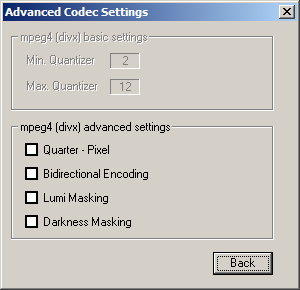 Advanced Codec Settings
mpeg4 (divx) basic settings
Min. Quantizer 2
Max. Quantizer 12
mpeg4 (divx) advanced settings
Quarter - Pixel
Bidirectional Encoding
Lumi Masking
Darkness Masking
Back